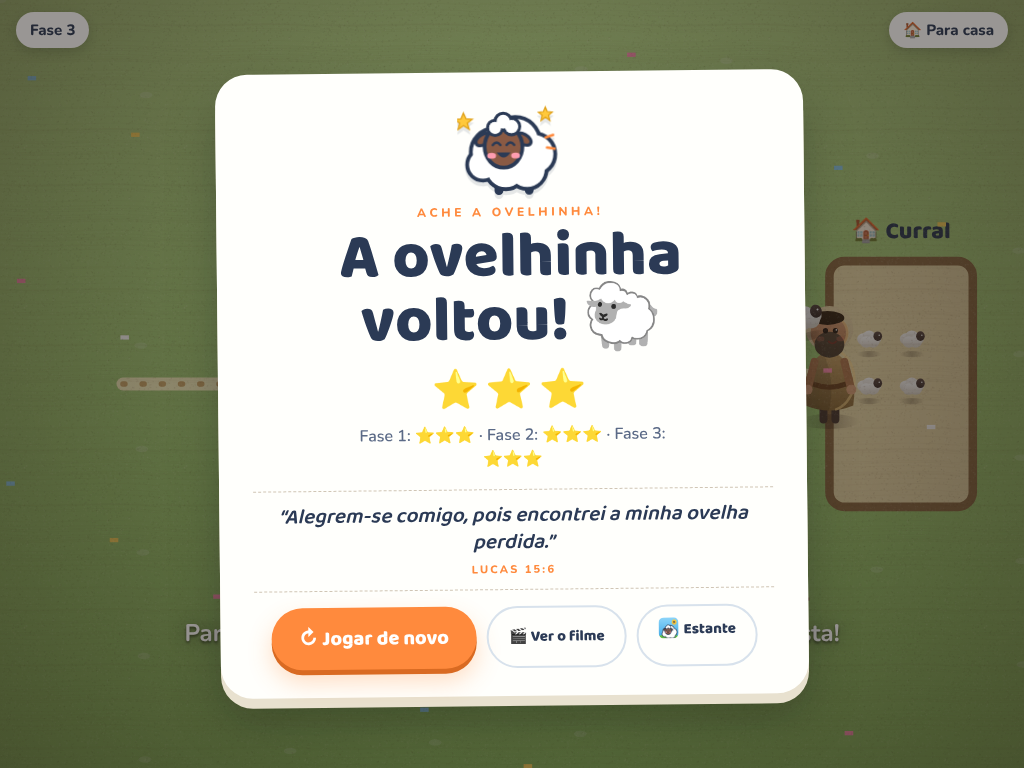 Fase 3
Para casa
ACHE A OVELHINHA!
A ovelhinha
voltou!
Curral
Fase 1: ⭐⭐⭐ · Fase 2: ⭐⭐⭐ · Fase 3:
⭐⭐⭐
“Alegrem-se comigo, pois encontrei a minha ovelha
perdida.”
LUCAS 15:6
↻ Jogar de novo
Ver o filme
Estante